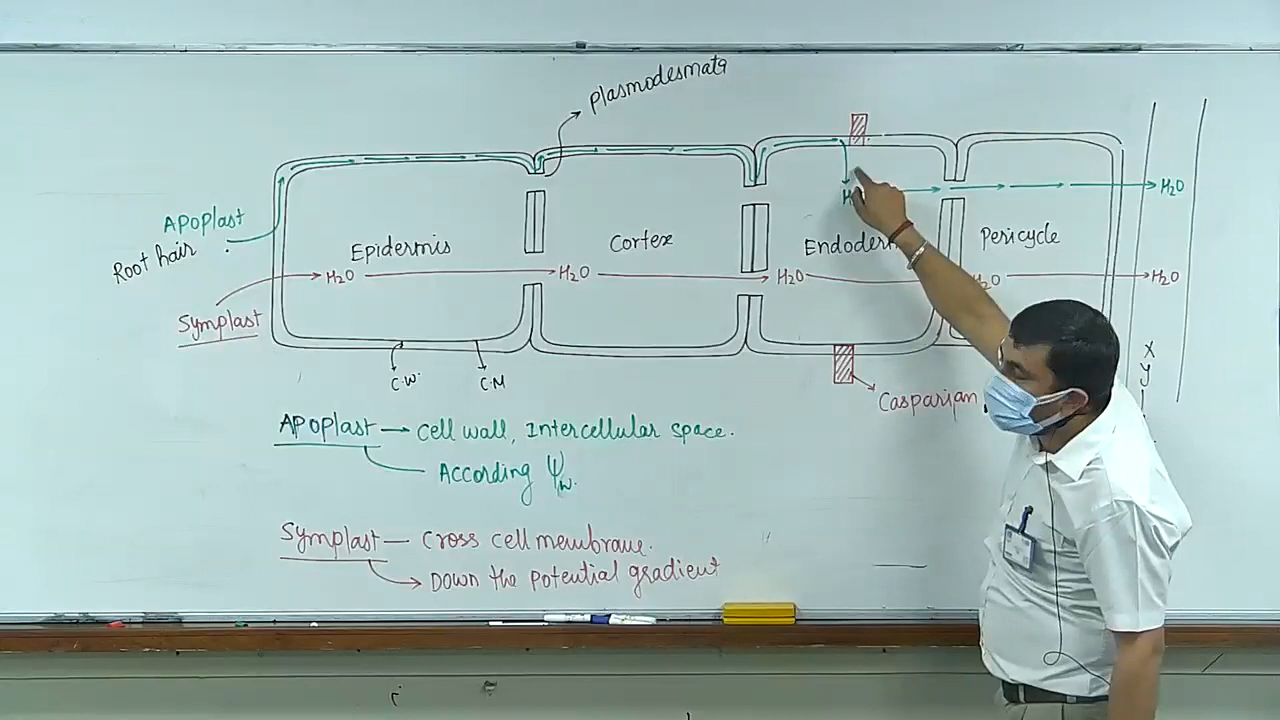 plasmodesmata
Apoplast
Root hair
Epidermis
Cortex
Pericycle
H₂O
H₂O
H₂O
H₂O
H₂O
H₂O
Symplast
C.W.
C.M
Casparian
X
y
Apoplast → cell wall, Intercellular space.
According Ψw.
Symplast — cross cell membrane.
→ Down the potential gradient